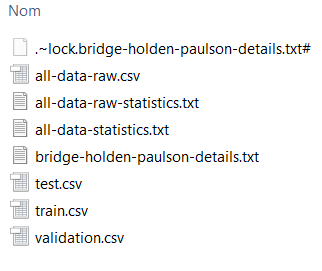 Nom
.~lock.bridge-holden-paulson-details.txt#
all-data-raw.csv
all-data-raw-statistics.txt
all-data-statistics.txt
bridge-holden-paulson-details.txt
test.csv
train.csv
validation.csv